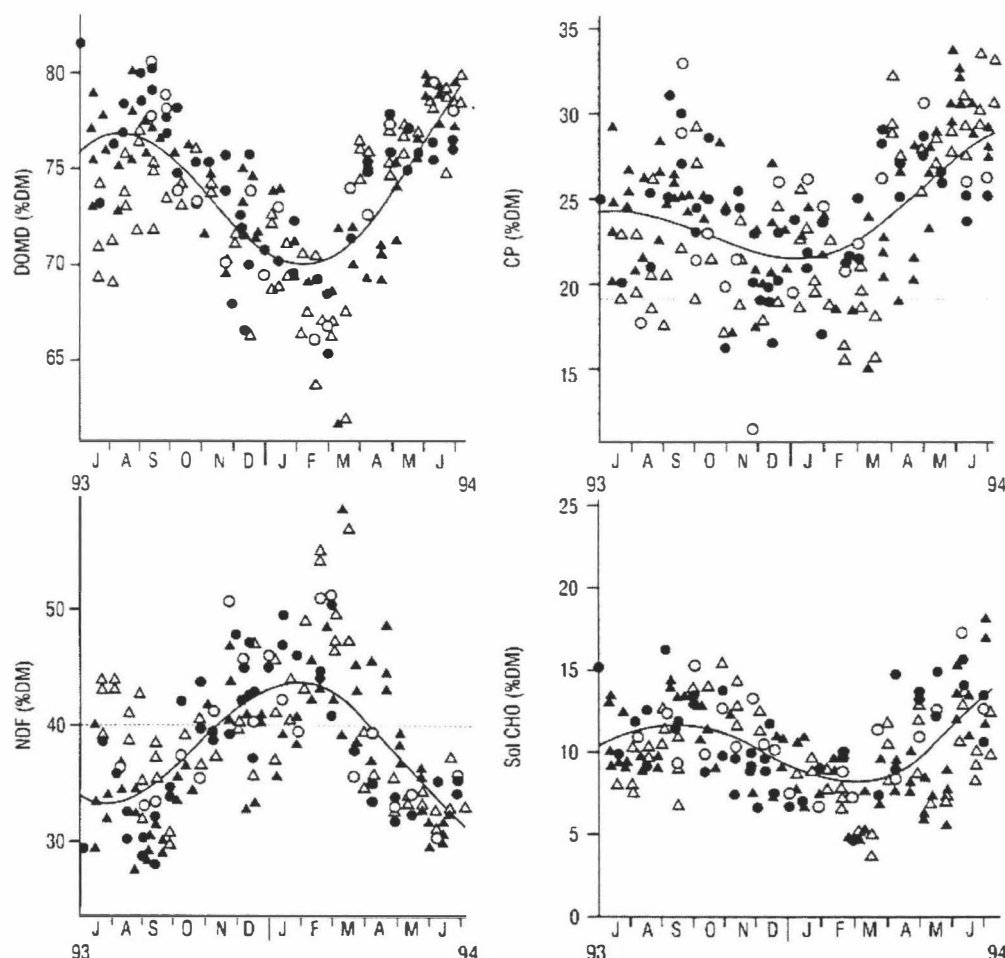 DOMD (%DM)
80
75
70
65
J A S O N D J F M A M J
93 94
CP (%DM)
35
30
25
20
15
J A S O N D J F M A M J
93 94
NDF (%DM)
50
40
30
J A S O N D J F M A M J
93 94
Sol CHO (%DM)
25
20
15
10
5
0
J A S O N D J F M A M J
93 94